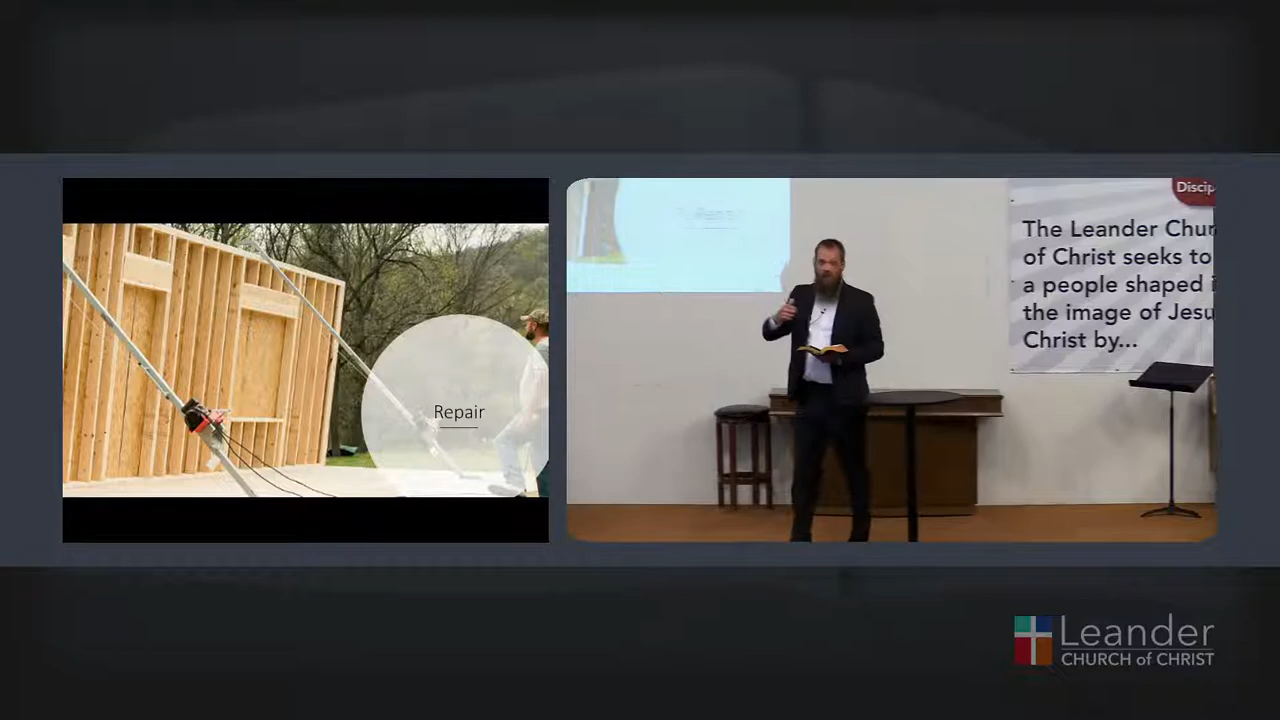 Repair
Discip
The Leander Chur
of Christ seeks to
a people shaped i
the image of Jesu
Christ by...
Leander
CHURCH of CHRIST